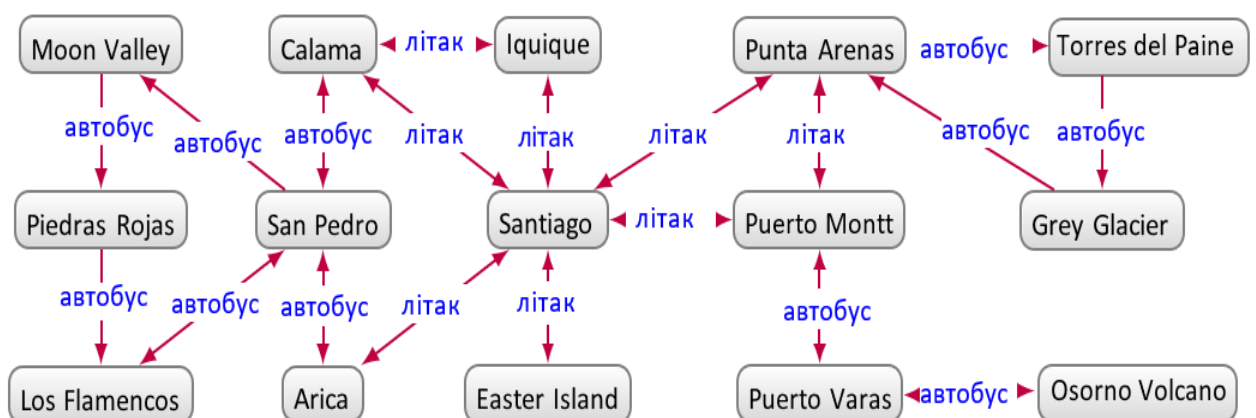 Moon Valley
Calama
літак
Iquique
Punta Arenas
автобус
Torres del Paine
автобус
автобус
автобус
літак
літак
літак
літак
автобус
автобус
Piedras Rojas
San Pedro
Santiago
літак
Puerto Montt
Grey Glacier
автобус
автобус
автобус
літак
літак
автобус
Los Flamencos
Arica
Easter Island
Puerto Varas
автобус
Osorno Volcano